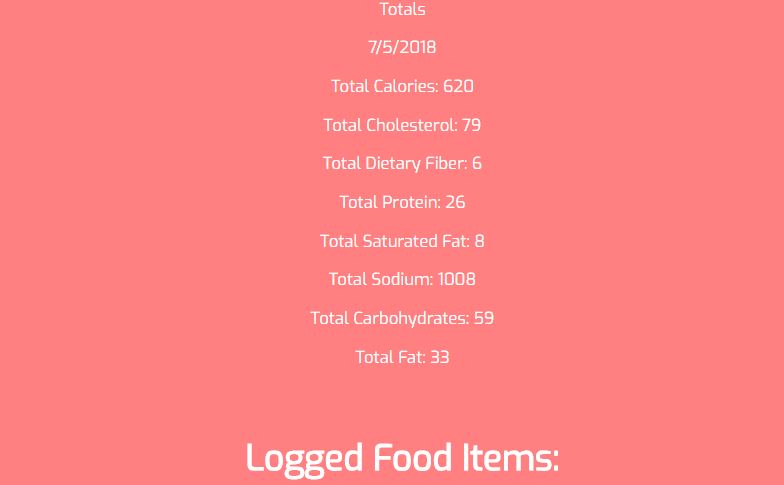 Totals
7/5/2018
Total Calories: 620
Total Cholesterol: 79
Total Dietary Fiber: 6
Total Protein: 26
Total Saturated Fat: 8
Total Sodium: 1008
Total Carbohydrates: 59
Total Fat: 33
Logged Food Items: